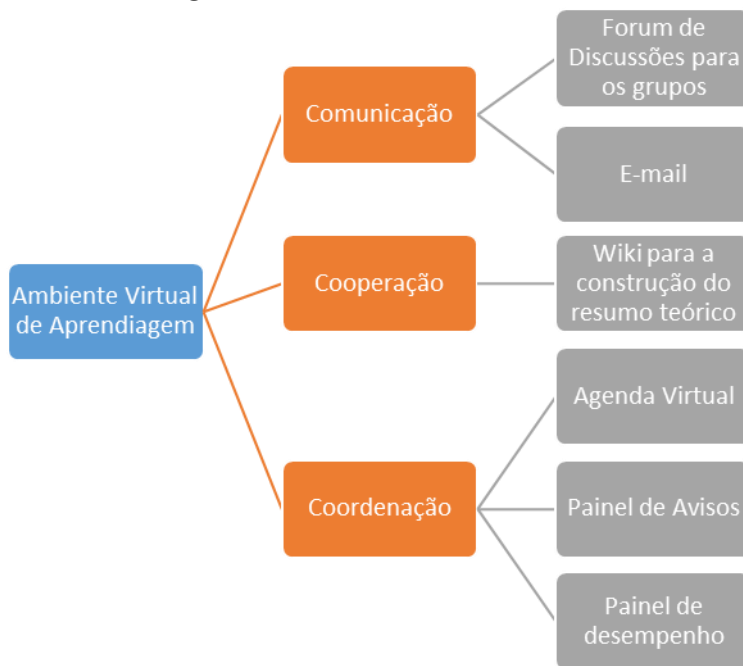 Ambiente Virtual
de Aprendiagem
Comunicação
Forum de
Discussões para
os grupos
E-mail
Cooperação
Wiki para a
construção do
resumo teórico
Coordenação
Agenda Virtual
Painel de Avisos
Painel de
desempenho